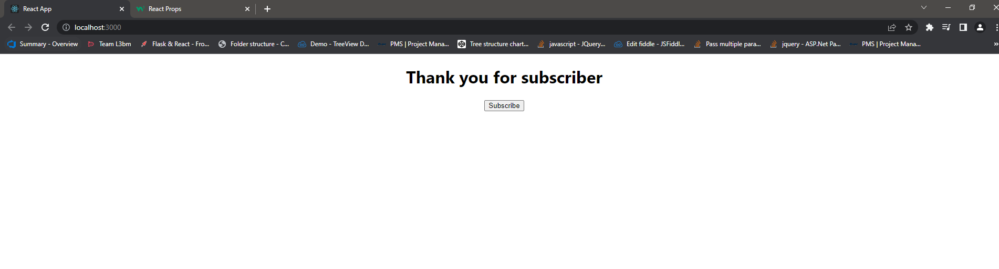 React App
React Props
localhost:3000
Summary - Overview Team L3bm Flask & React - Fro... Folder structure - C... Demo - TreeView D... PMS | Project Mana... Tree structure chart... javascript - JQuery... Edit fiddle - JSFiddl... Pass multiple para... jquery - ASP.Net Pa... PMS | Project Mana... »
Thank you for subscriber
Subscribe